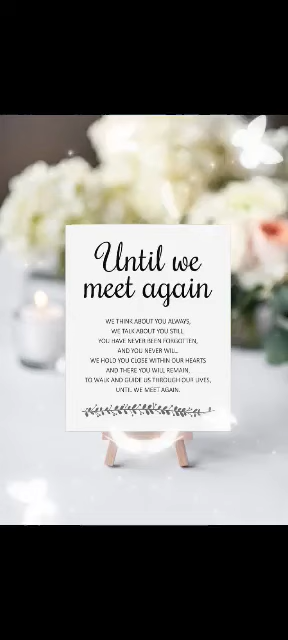 Until we
meet again
WE THINK ABOUT YOU ALWAYS,
WE TALK ABOUT YOU STILL,
YOU HAVE NEVER BEEN FORGOTTEN,
AND YOU NEVER WILL.
WE HOLD YOU CLOSE WITHIN OUR HEARTS
AND THERE YOU WILL REMAIN,
TO WALK AND GUIDE US THROUGH OUR LIVES,
UNTIL WE MEET AGAIN.